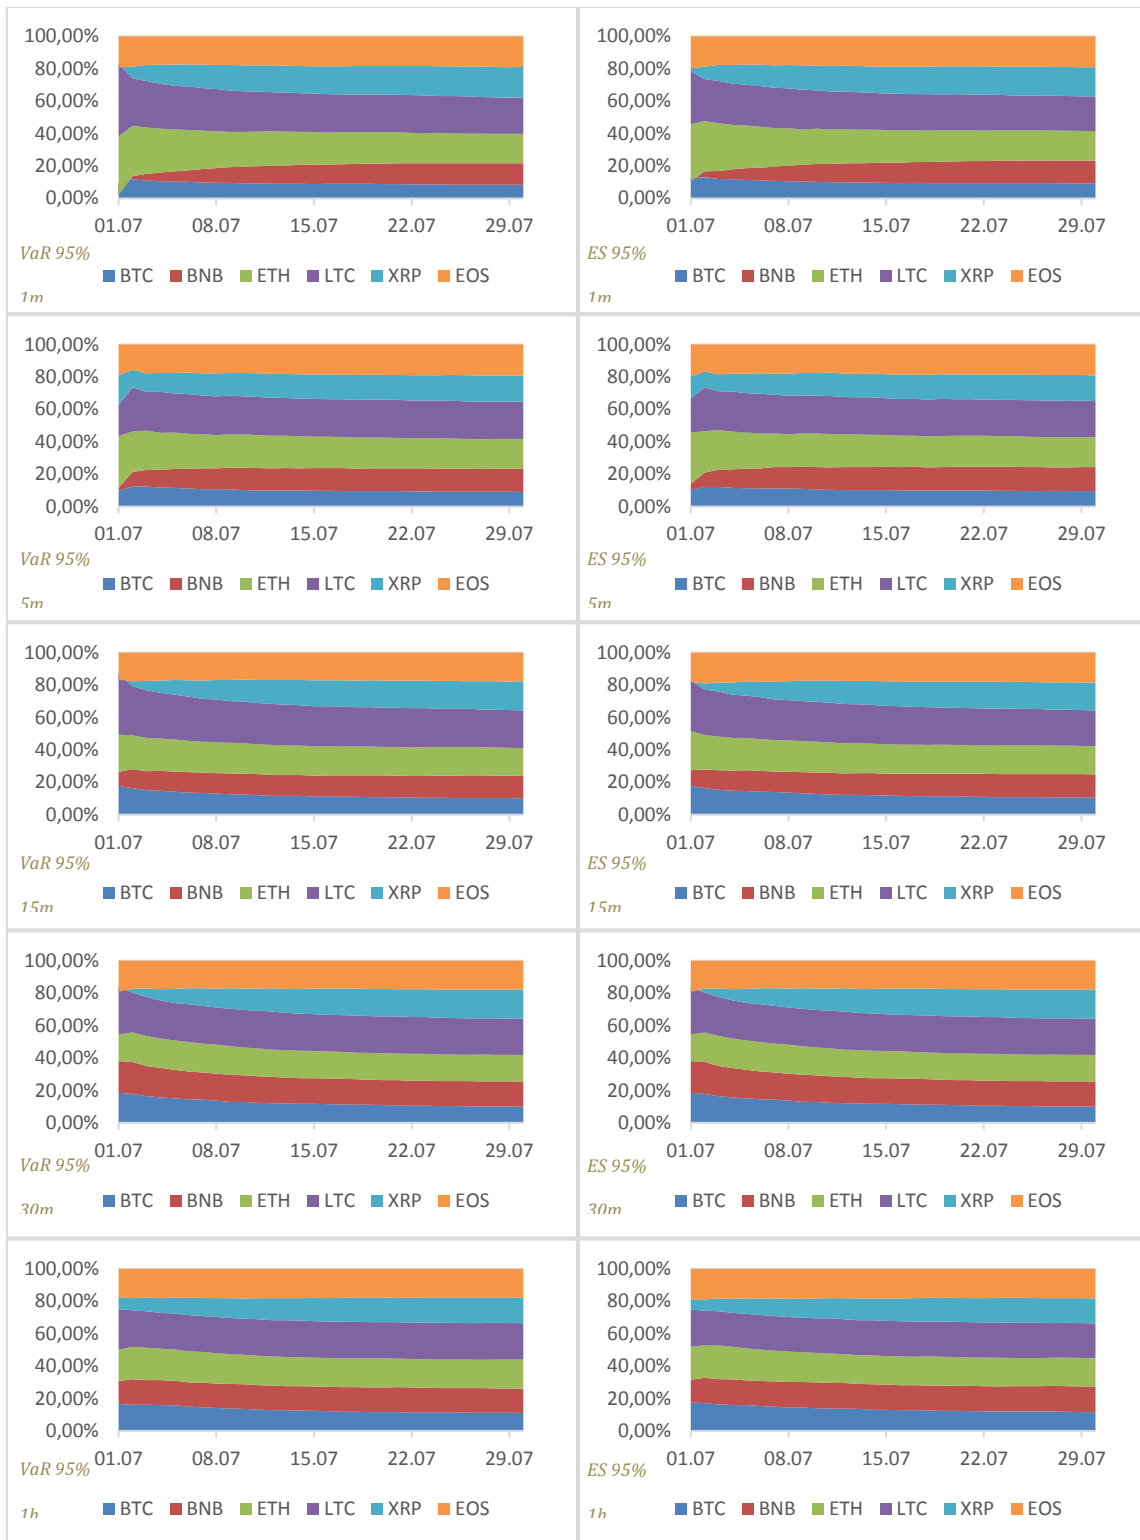 100,00%
80,00%
60,00%
40,00%
20,00%
0,00%
01.07 08.07 15.07 22.07 29.07
VaR 95%
1m
BTC BNB ETH LTC XRP EOS
100,00%
80,00%
60,00%
40,00%
20,00%
0,00%
01.07 08.07 15.07 22.07 29.07
ES 95%
1m
BTC BNB ETH LTC XRP EOS
100,00%
80,00%
60,00%
40,00%
20,00%
0,00%
01.07 08.07 15.07 22.07 29.07
VaR 95%
5m
BTC BNB ETH LTC XRP EOS
100,00%
80,00%
60,00%
40,00%
20,00%
0,00%
01.07 08.07 15.07 22.07 29.07
ES 95%
5m
BTC BNB ETH LTC XRP EOS
100,00%
80,00%
60,00%
40,00%
20,00%
0,00%
01.07 08.07 15.07 22.07 29.07
VaR 95%
15m
BTC BNB ETH LTC XRP EOS
100,00%
80,00%
60,00%
40,00%
20,00%
0,00%
01.07 08.07 15.07 22.07 29.07
ES 95%
15m
BTC BNB ETH LTC XRP EOS
100,00%
80,00%
60,00%
40,00%
20,00%
0,00%
01.07 08.07 15.07 22.07 29.07
VaR 95%
30m
BTC BNB ETH LTC XRP EOS
100,00%
80,00%
60,00%
40,00%
20,00%
0,00%
01.07 08.07 15.07 22.07 29.07
ES 95%
30m
BTC BNB ETH LTC XRP EOS
100,00%
80,00%
60,00%
40,00%
20,00%
0,00%
01.07 08.07 15.07 22.07 29.07
VaR 95%
1h
BTC BNB ETH LTC XRP EOS
100,00%
80,00%
60,00%
40,00%
20,00%
0,00%
01.07 08.07 15.07 22.07 29.07
ES 95%
1h
BTC BNB ETH LTC XRP EOS